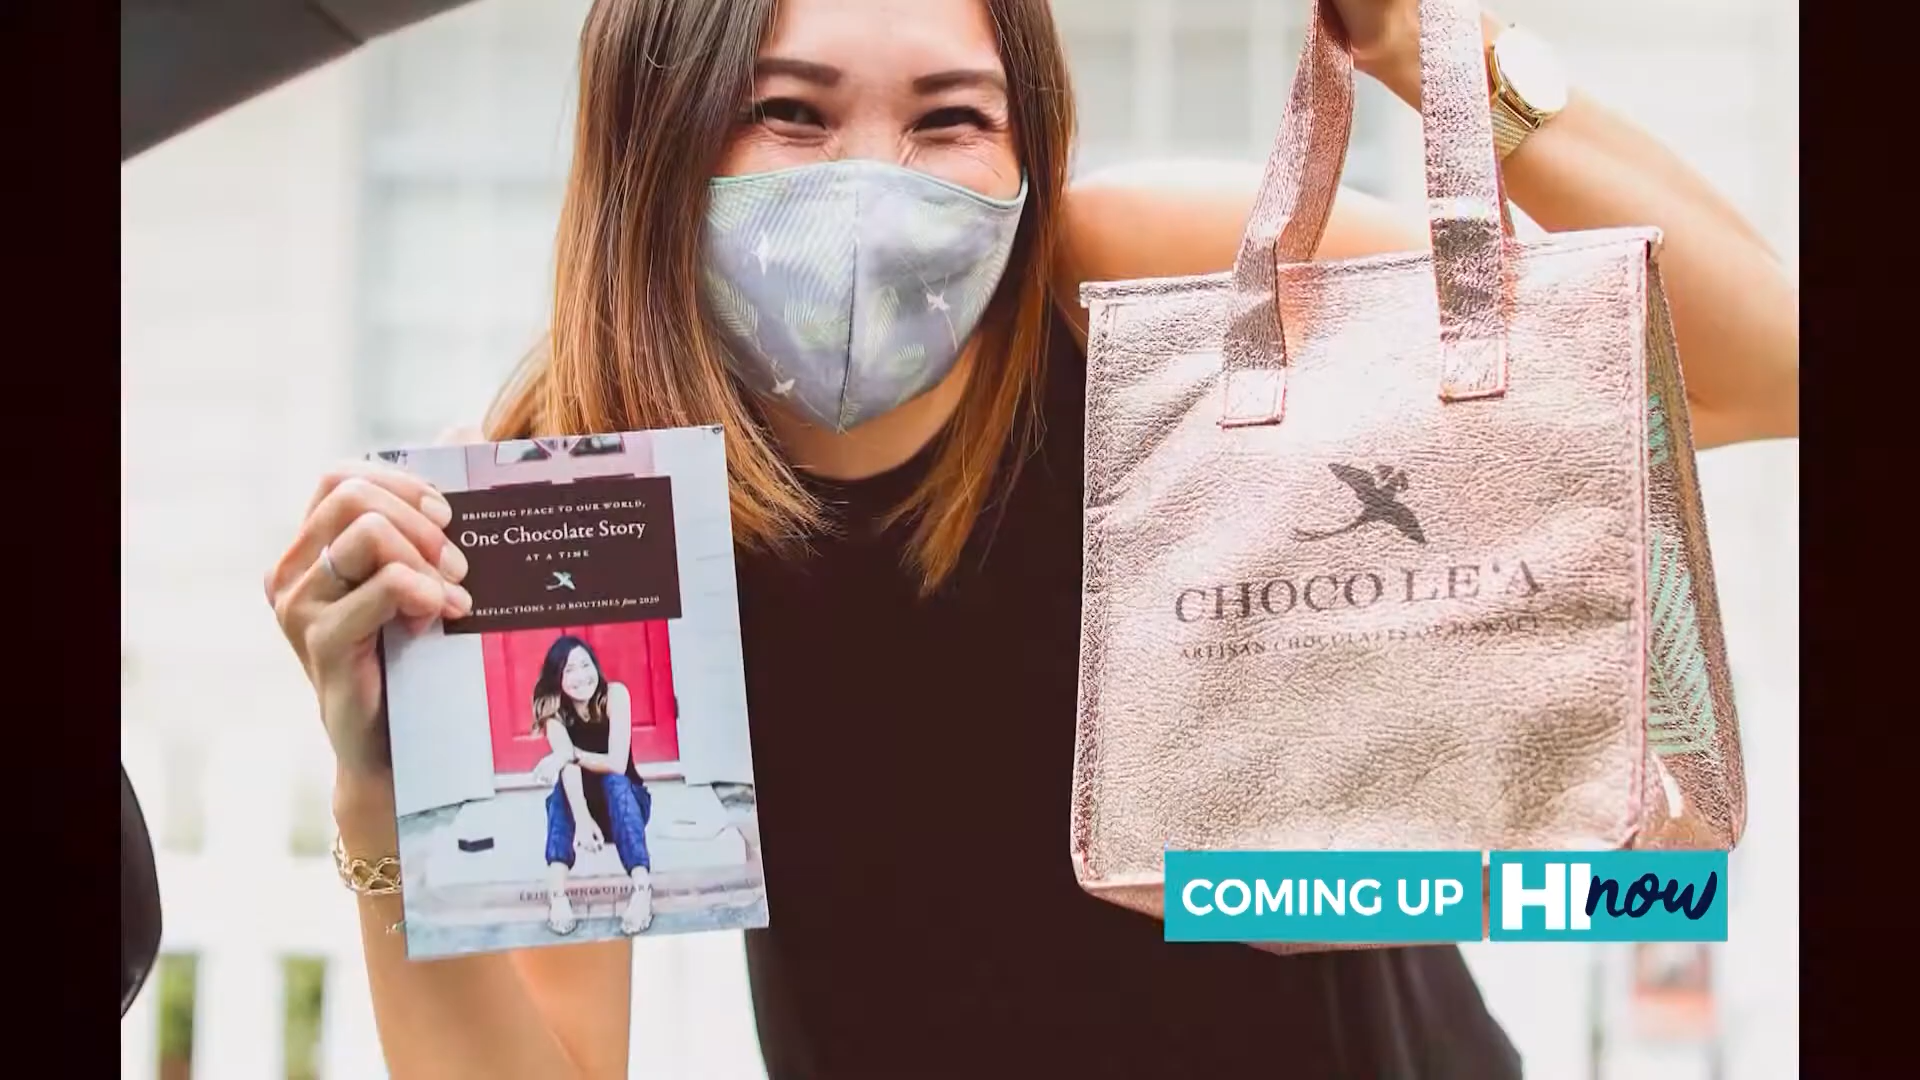 BRINGING PEACE TO OUR WORLD,
One Chocolate Story
AT A TIME
REFLECTIONS • 20 ROUTINES from 2020
CHOCO LE'A
ARTISAN CHOCOLATES OF HAWAI'I
COMING UP
HI now